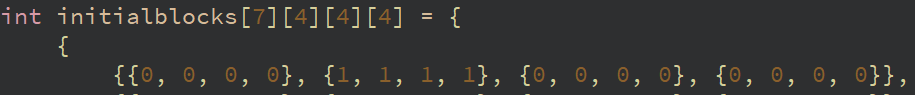 int initialblocks[7][4][4][4] = {
{
{{0, 0, 0, 0}, {1, 1, 1, 1}, {0, 0, 0, 0}, {0, 0, 0, 0}},